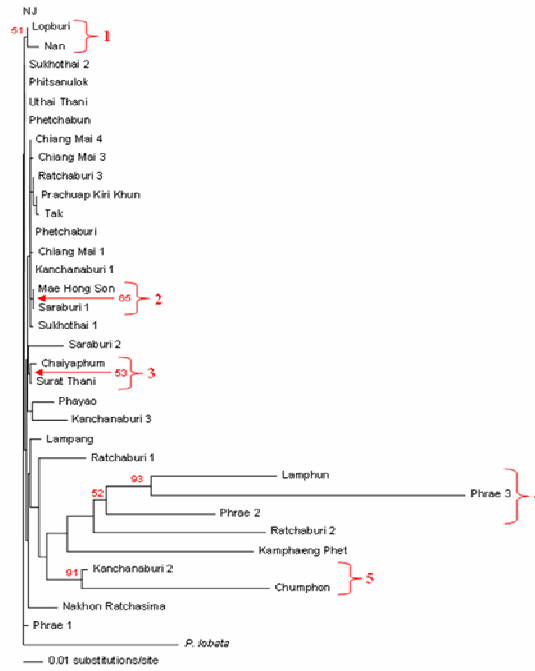 NJ
51 Lopburi
Nan 1
Sukhothai 2
Phitsanulok
Uthai Thani
Phetchabun
Chiang Mai 4
Chiang Mai 3
Ratchaburi 3
Prachuap Kiri Khun
Tak
Phetchaburi
Chiang Mai 1
Kanchanaburi 1
Mae Hong Son
65 2
Saraburi 1
Sukhothai 1
Saraburi 2
Chaiyaphum
53 3
Surat Thani
Phayao
Kanchanaburi 3
Lampang
Ratchaburi 1
Lamphun
93
52 Phrae 3
Phrae 2
Ratchaburi 2
Kamphaeng Phet
91 Kanchanaburi 2
5
Chumphon
Nakhon Ratchasima
Phrae 1
P. lobata
0.01 substitutions/site